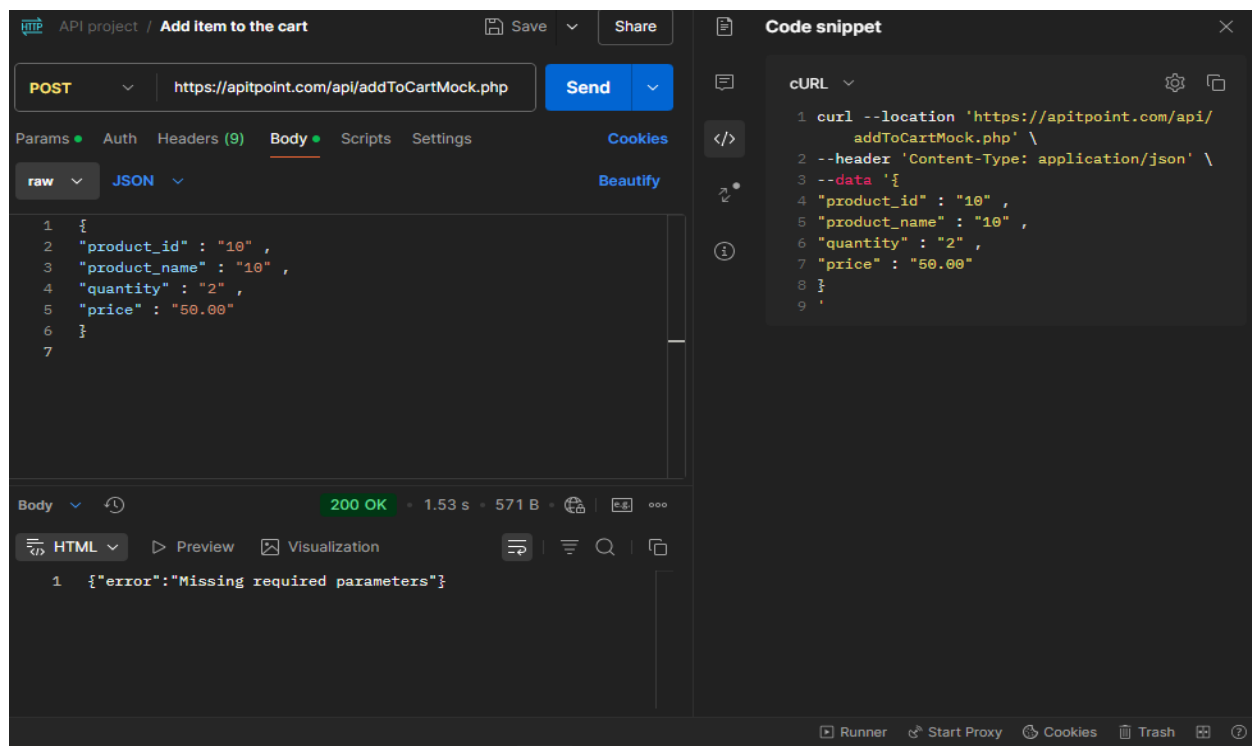 HTTP API project / Add item to the cart Save Share
POST https://apitpoint.com/api/addToCartMock.php Send
Params Auth Headers (9) Body Scripts Settings Cookies
raw JSON Beautify
1 {
2 "product_id" : "10" ,
3 "product_name" : "10" ,
4 "quantity" : "2" ,
5 "price" : "50.00"
6 }
7
Body 200 OK 1.53 s 571 B e.g.
HTML Preview Visualization
1 {"error":"Missing required parameters"}
Code snippet
cURL
1 curl --location 'https://apitpoint.com/api/
addToCartMock.php' \
2 --header 'Content-Type: application/json' \
3 --data '{
4 "product_id" : "10" ,
5 "product_name" : "10" ,
6 "quantity" : "2" ,
7 "price" : "50.00"
8 }
9 '
Runner Start Proxy Cookies Trash